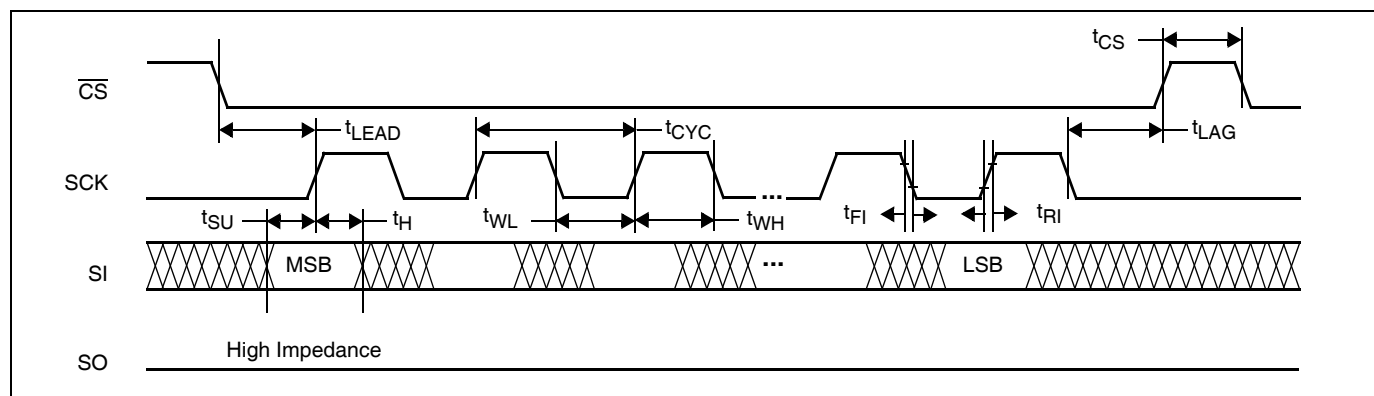 tCS
CS
tLEAD
tCYC
tLAG
SCK
...
tSU
tH
tWL
tWH
tFI
tRI
SI
MSB
...
LSB
High Impedance
SO